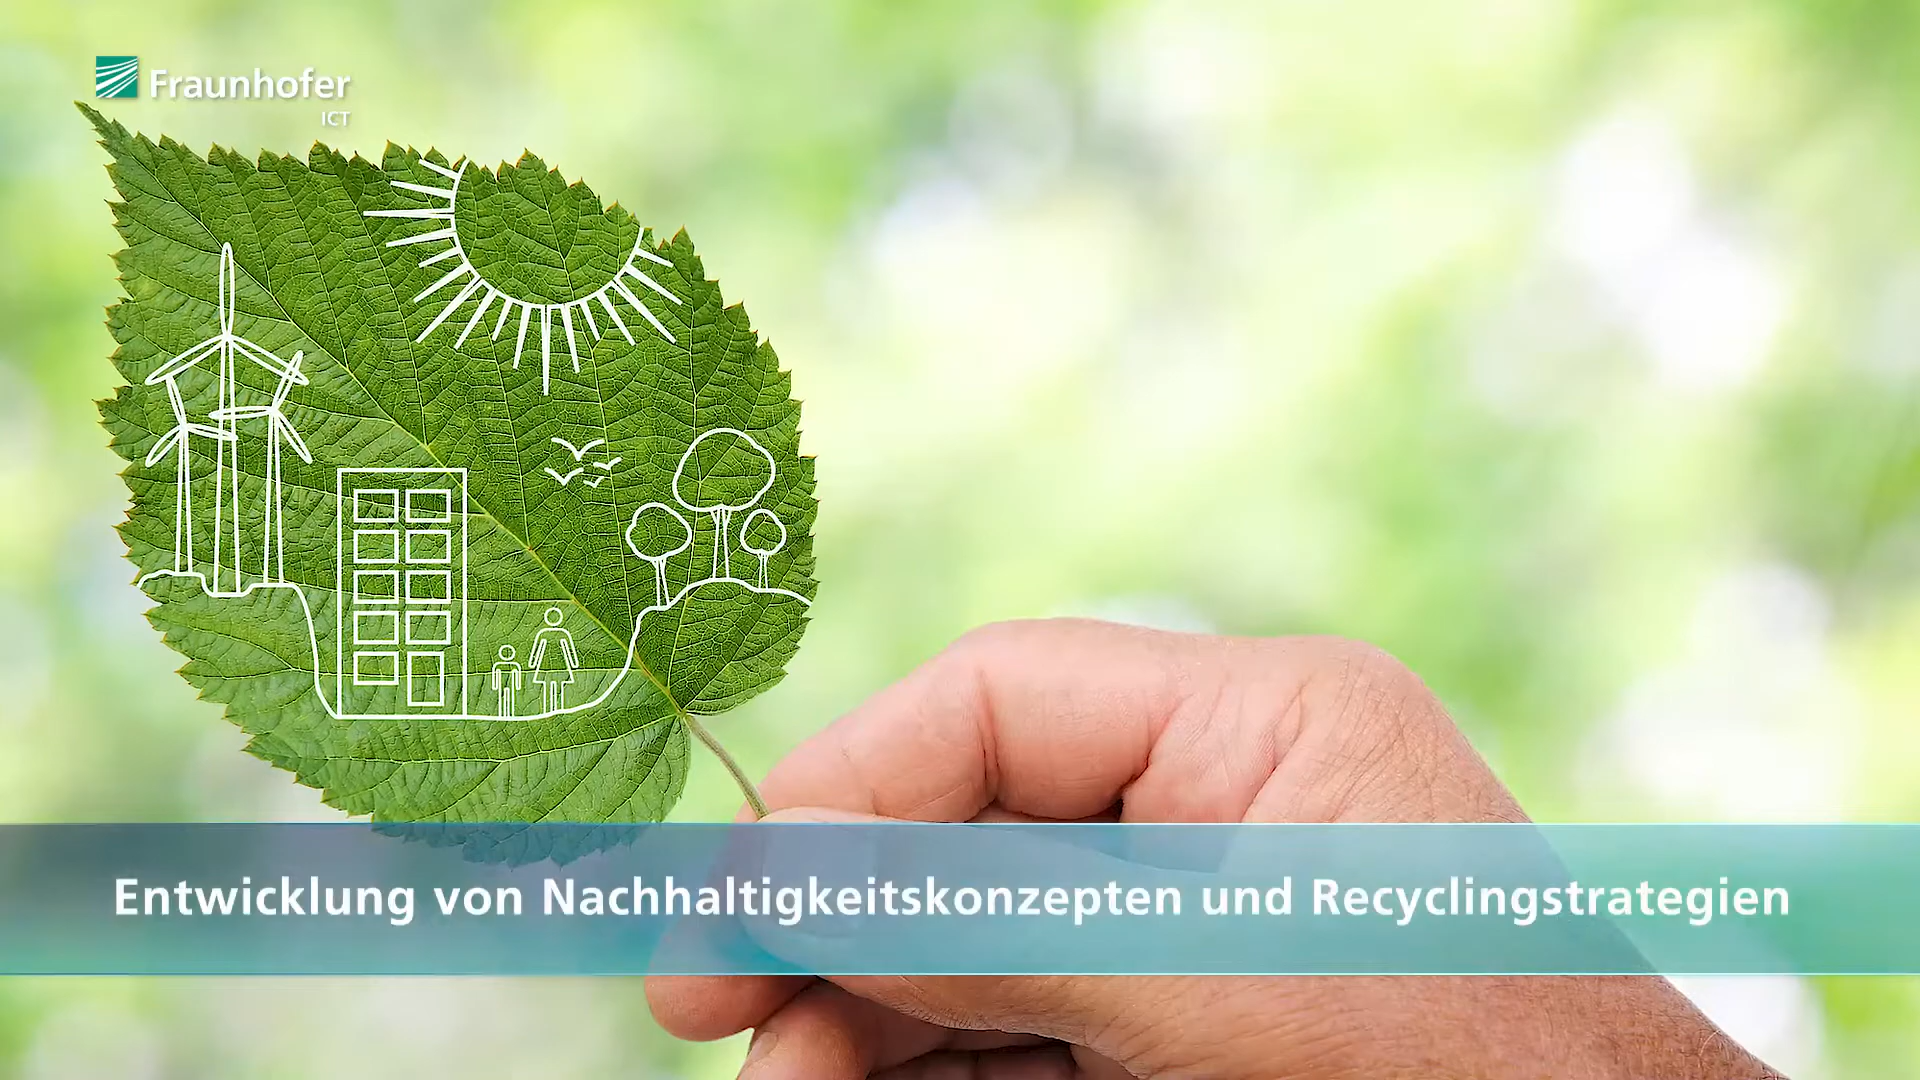 Fraunhofer
ICT
Entwicklung von Nachhaltigkeitskonzepten und Recyclingstrategien